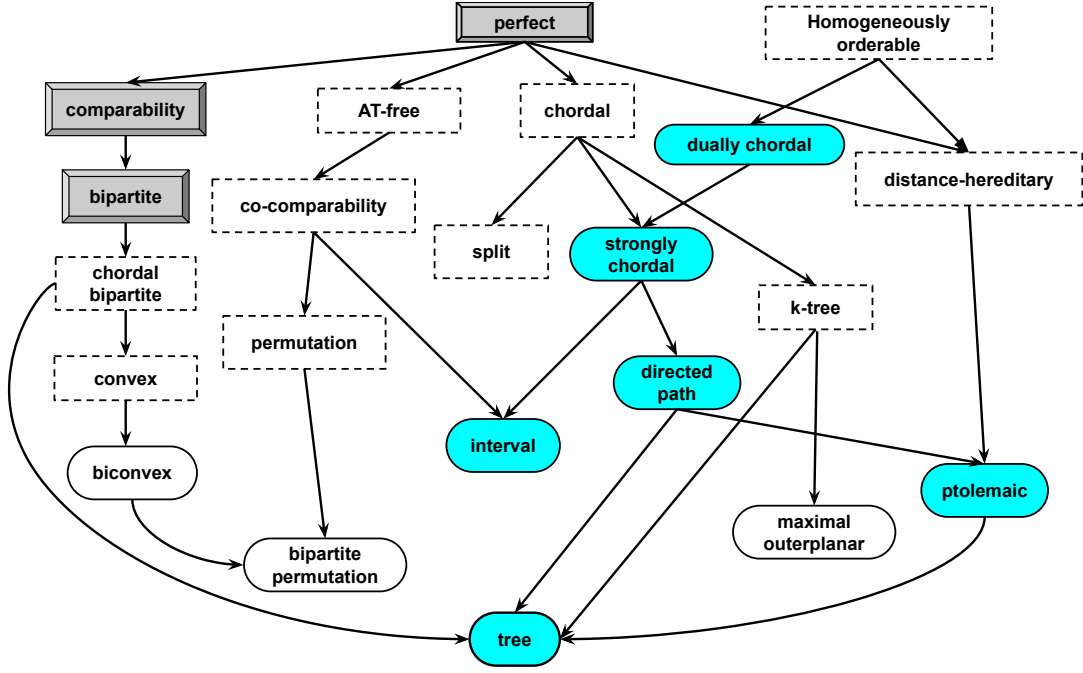 perfect
Homogeneously
orderable
comparability
AT-free
chordal
dually chordal
distance-hereditary
bipartite
co-comparability
split
strongly
chordal
chordal
bipartite
k-tree
permutation
convex
directed
path
interval
biconvex
ptolemaic
maximal
outerplanar
bipartite
permutation
tree